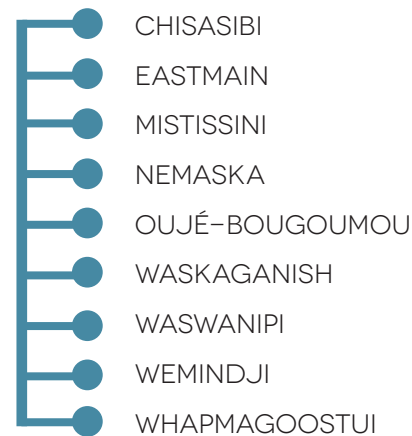 CHISASIBI
EASTMAIN
MISTISSINI
NEMASKA
OUJÉ-BOUGOUMOU
WASKAGANISH
WASWANIPI
WEMINDJI
WHAPMAGOOSTUI